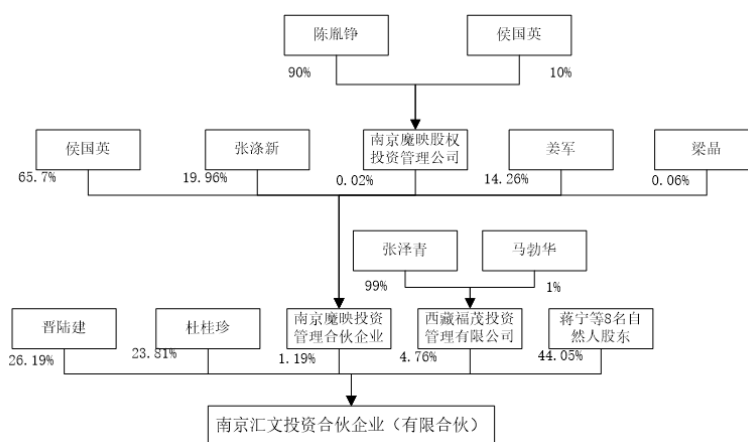 陈胤铮
侯国英
90%
10%
侯国英
张涤新
南京魔映股权
投资管理公司
姜军
梁晶
65.7%
19.96%
0.02%
14.26%
0.06%
张泽青
马勃华
99%
1%
晋陆建
杜桂珍
南京魔映投资
管理合伙企业
西藏福茂投资
管理有限公司
蒋宁等8名自
然人股东
26.19%
23.81%
1.19%
4.76%
44.05%
南京汇文投资合伙企业（有限合伙）